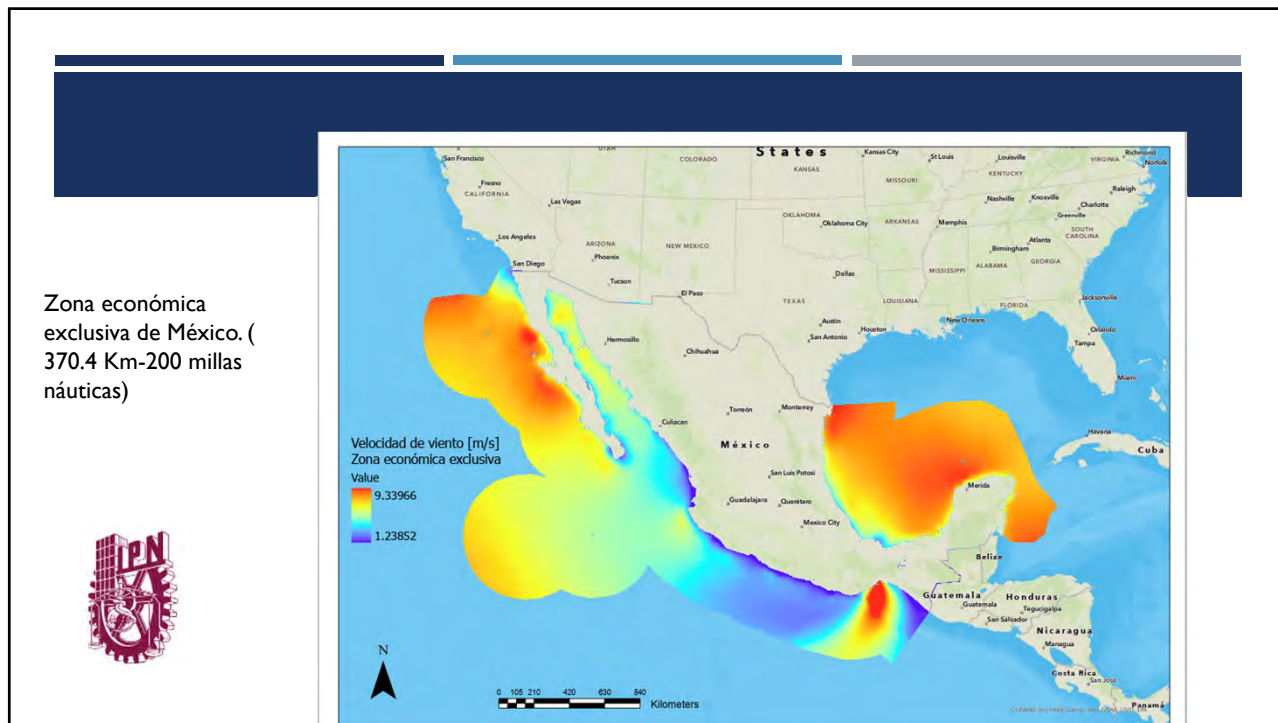 Zona económica
exclusiva de México. (
370.4 Km-200 millas
náuticas)
IPN
Velocidad de viento [m/s]
Zona económica exclusiva
Value
9.33966
1.23852
N
0 105 210 420 630 840
Kilometers
States
UTAH
COLORADO
KANSAS
Kansas City
MISSOURI
St Louis
Louisville
KENTUCKY
VIRGINIA
Richmond
Norfolk
San Francisco
Fresno
CALIFORNIA
Las Vegas
Nashville
Knoxville
Raleigh
Charlotte
Greenville
Los Angeles
ARIZONA
Phoenix
NEW MEXICO
OKLAHOMA
Oklahoma City
ARKANSAS
Memphis
SOUTH
CAROLINA
Atlanta
Birmingham
San Diego
Tucson
El Paso
Dallas
MISSISSIPPI
ALABAMA
GEORGIA
TEXAS
LOUISIANA
FLORIDA
Jacksonville
Austin
Houston
San Antonio
New Orleans
Orlando
Tampa
Hermosillo
Chihuahua
Miami
Torreón
Monterrey
Culiacan
México
Havana
Cuba
San Luis Potosí
Merida
Guadalajara
Querétaro
Mexico City
Belize
Guatemala
Guatemala
Honduras
Tegucigalpa
San Salvador
Nicaragua
Managua
Costa Rica
San José
Panamá